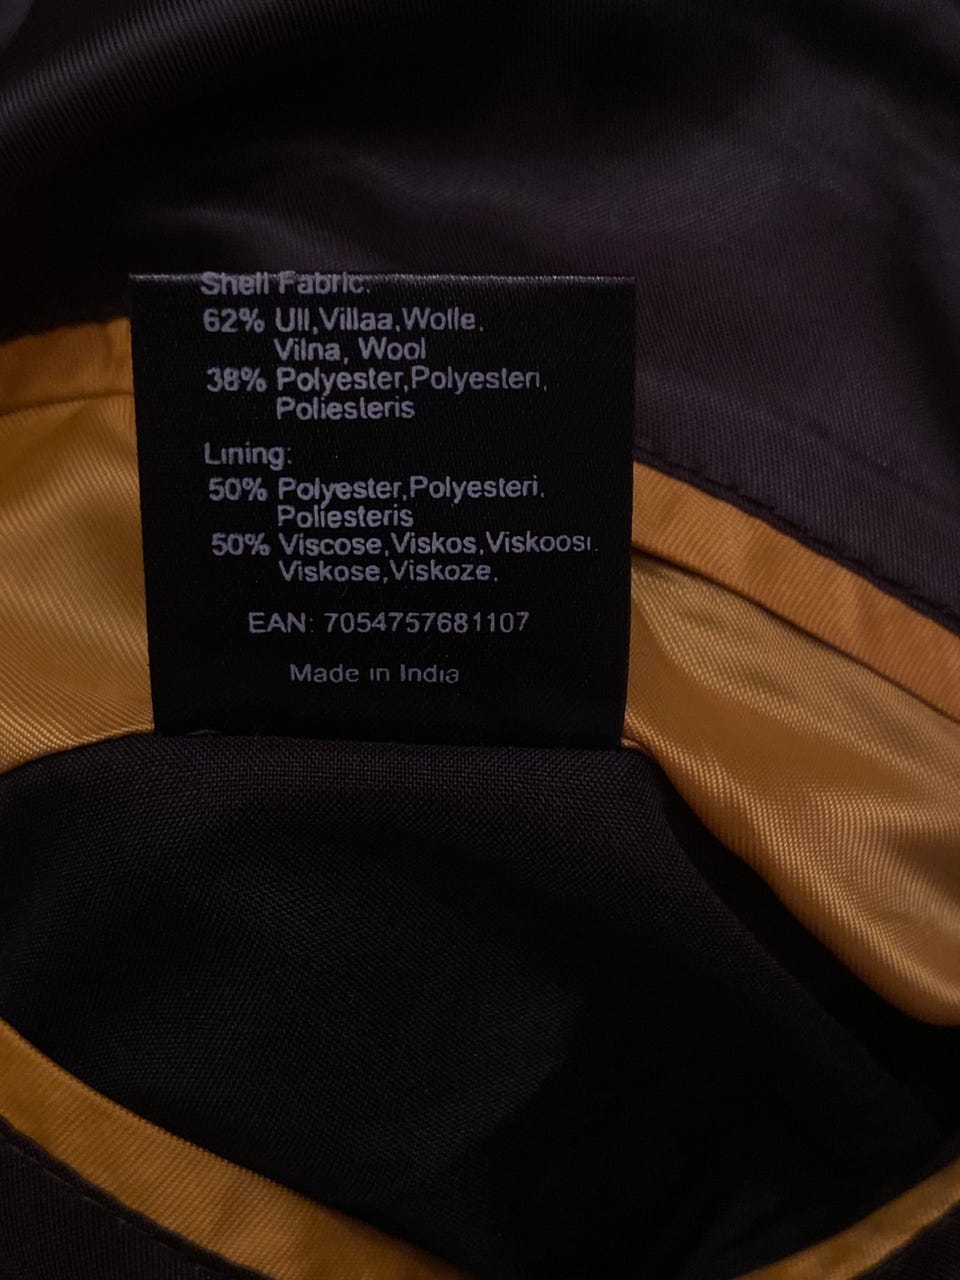 Shell Fabric:
62% Ull,Villaa,Wolle,
Vilna, Wool
38% Polyester,Polyesteri,
Poliesteris
Lining:
50% Polyester,Polyesteri,
Poliesteris
50% Viscose,Viskos,Viskoosi,
Viskose,Viskoze,
EAN: 7054757681107
Made in India